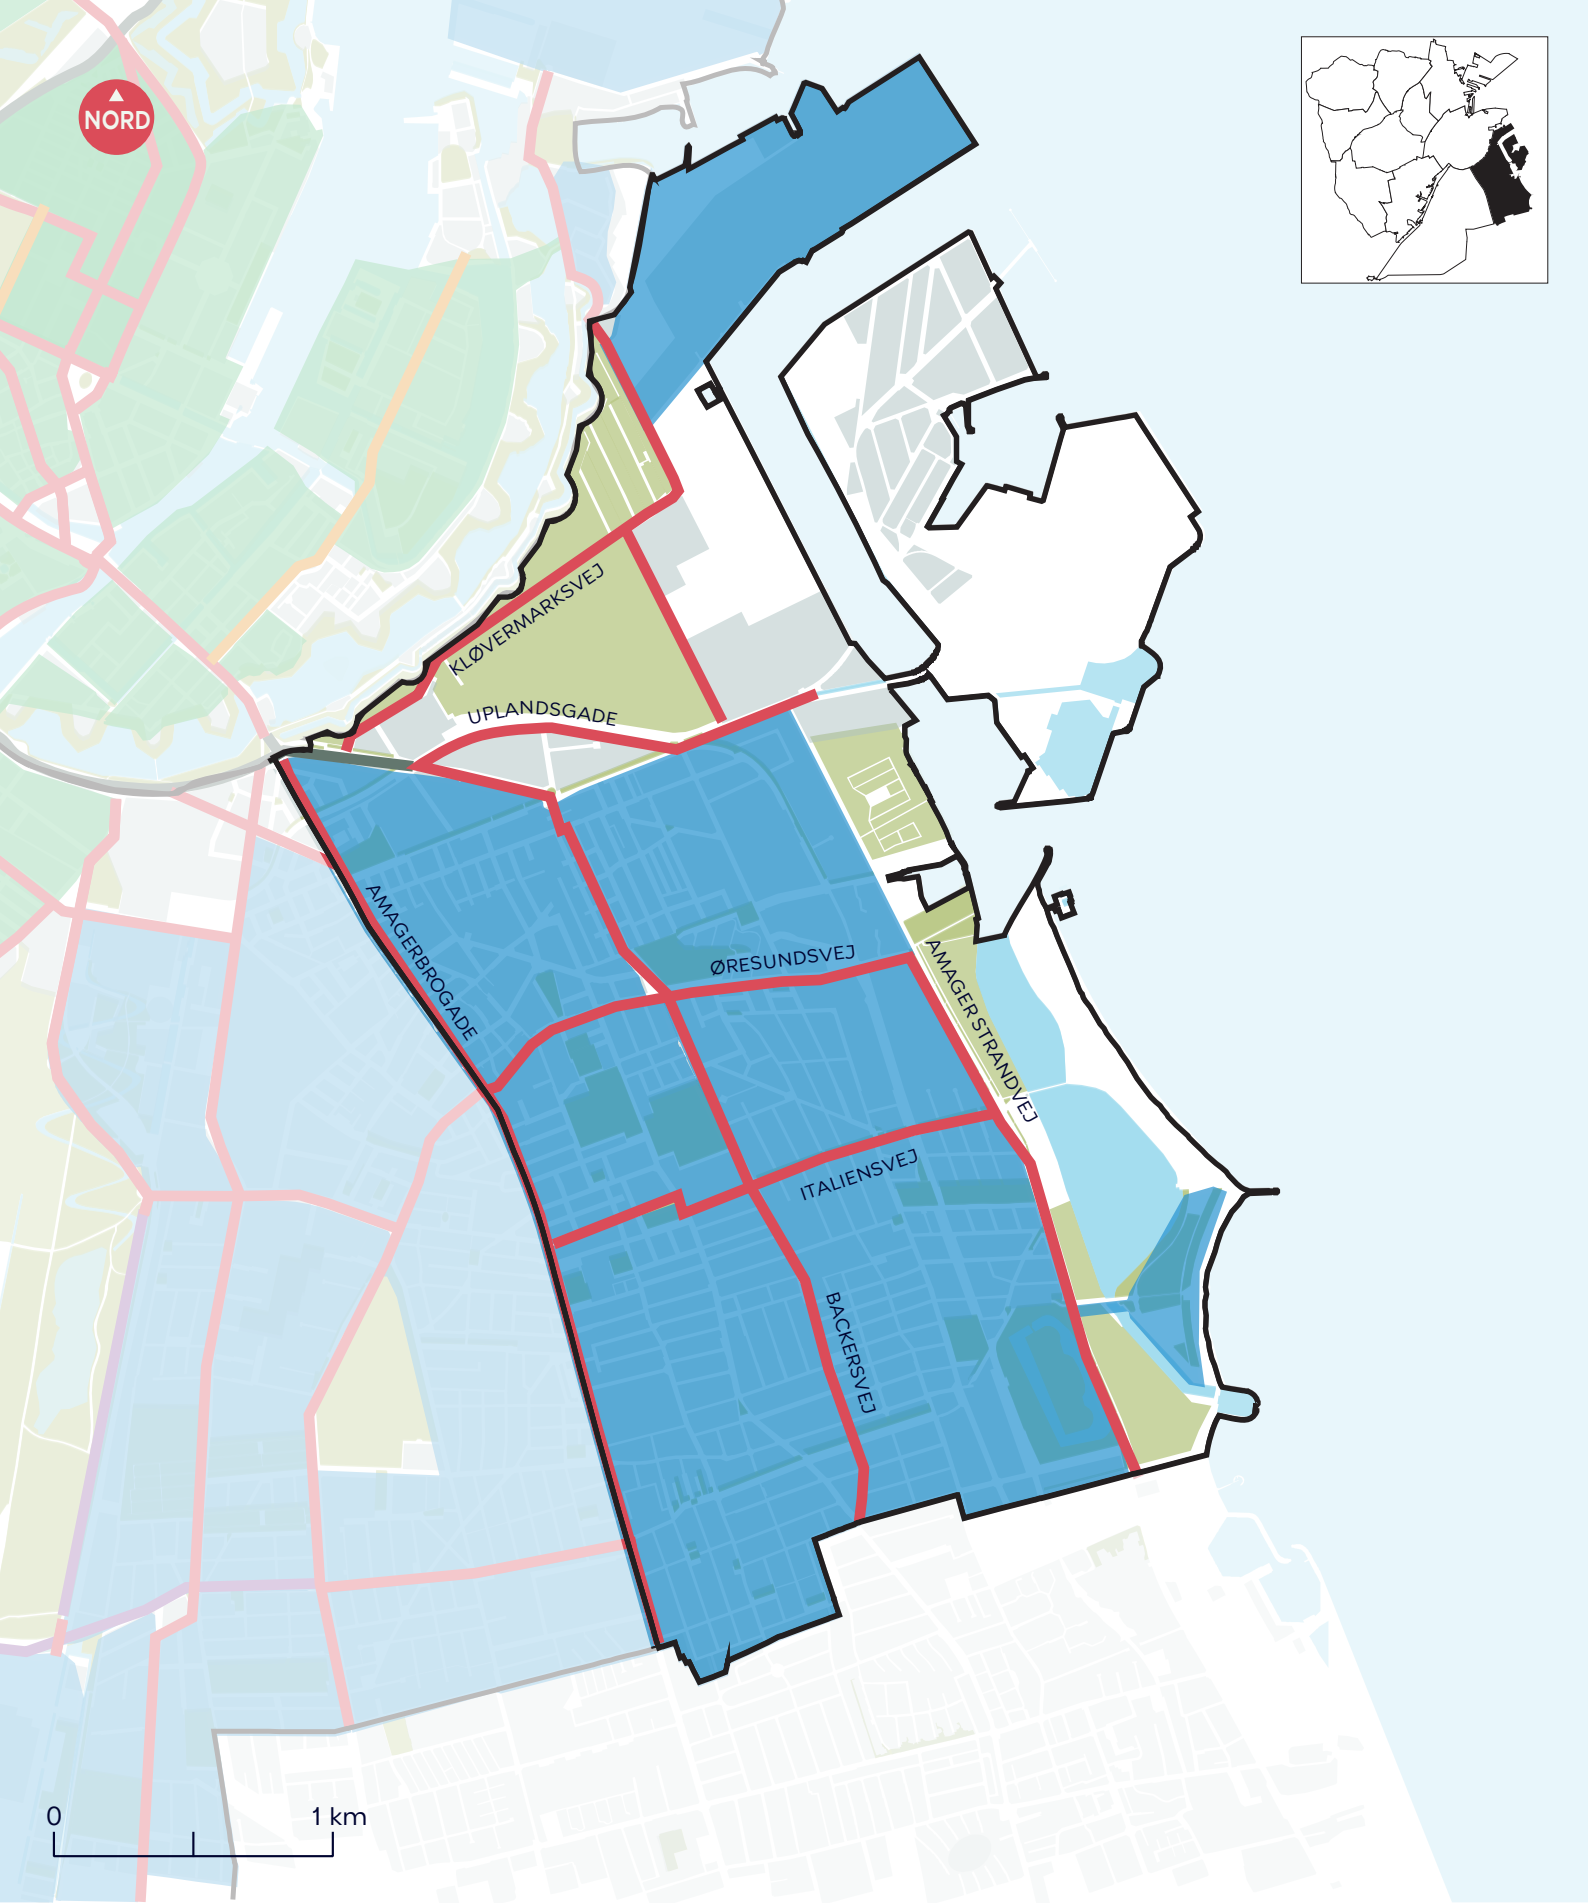 NORD
KLØVERMARKSVEJ
UPLANDSGADE
AMAGERBROGADE
ØRESUNDSVEJ
AMAGER STRANDVEJ
ITALIENSVEJ
BACKERSVEJ
0 1 km